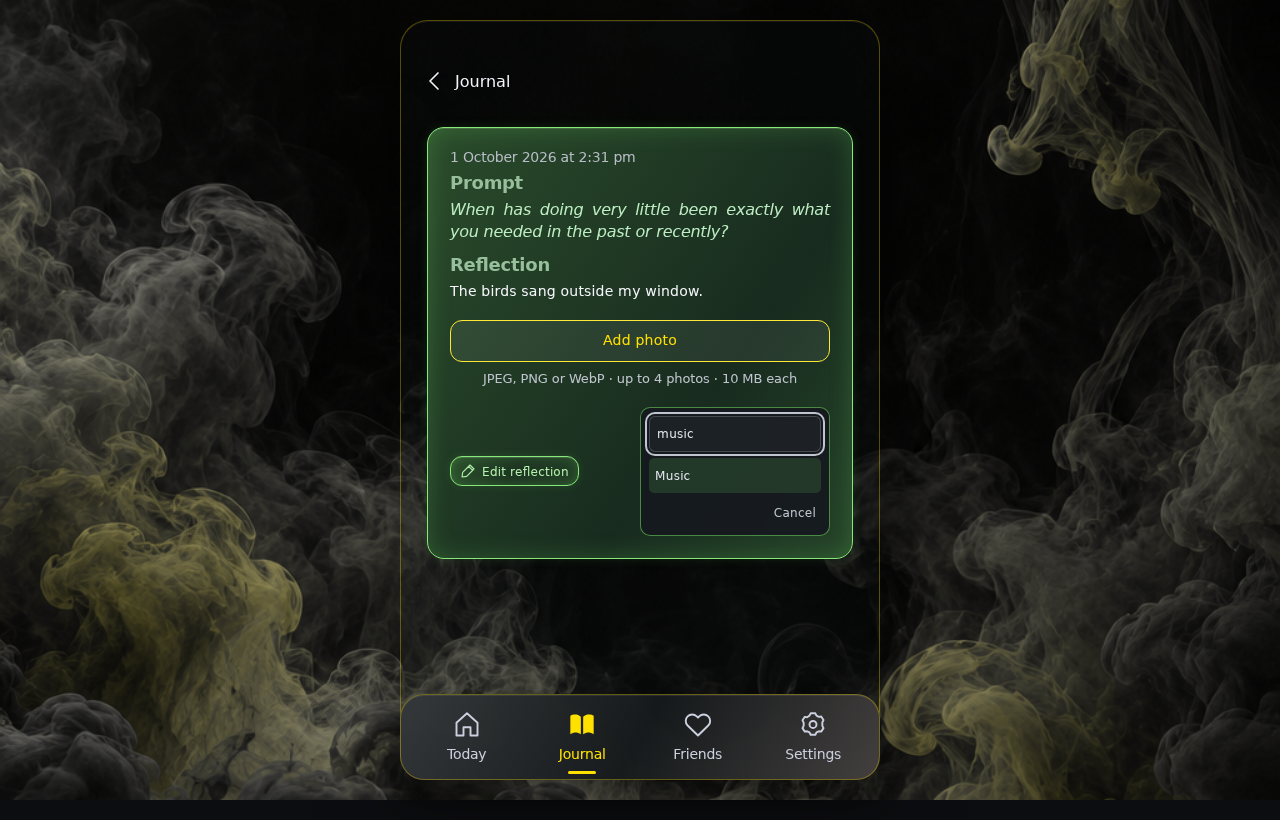 Journal
1 October 2026 at 2:31 pm
Prompt
When has doing very little been exactly what
you needed in the past or recently?
Reflection
The birds sang outside my window.
Add photo
JPEG, PNG or WebP · up to 4 photos · 10 MB each
music
Edit reflection
Music
Cancel
Today
Journal
Friends
Settings